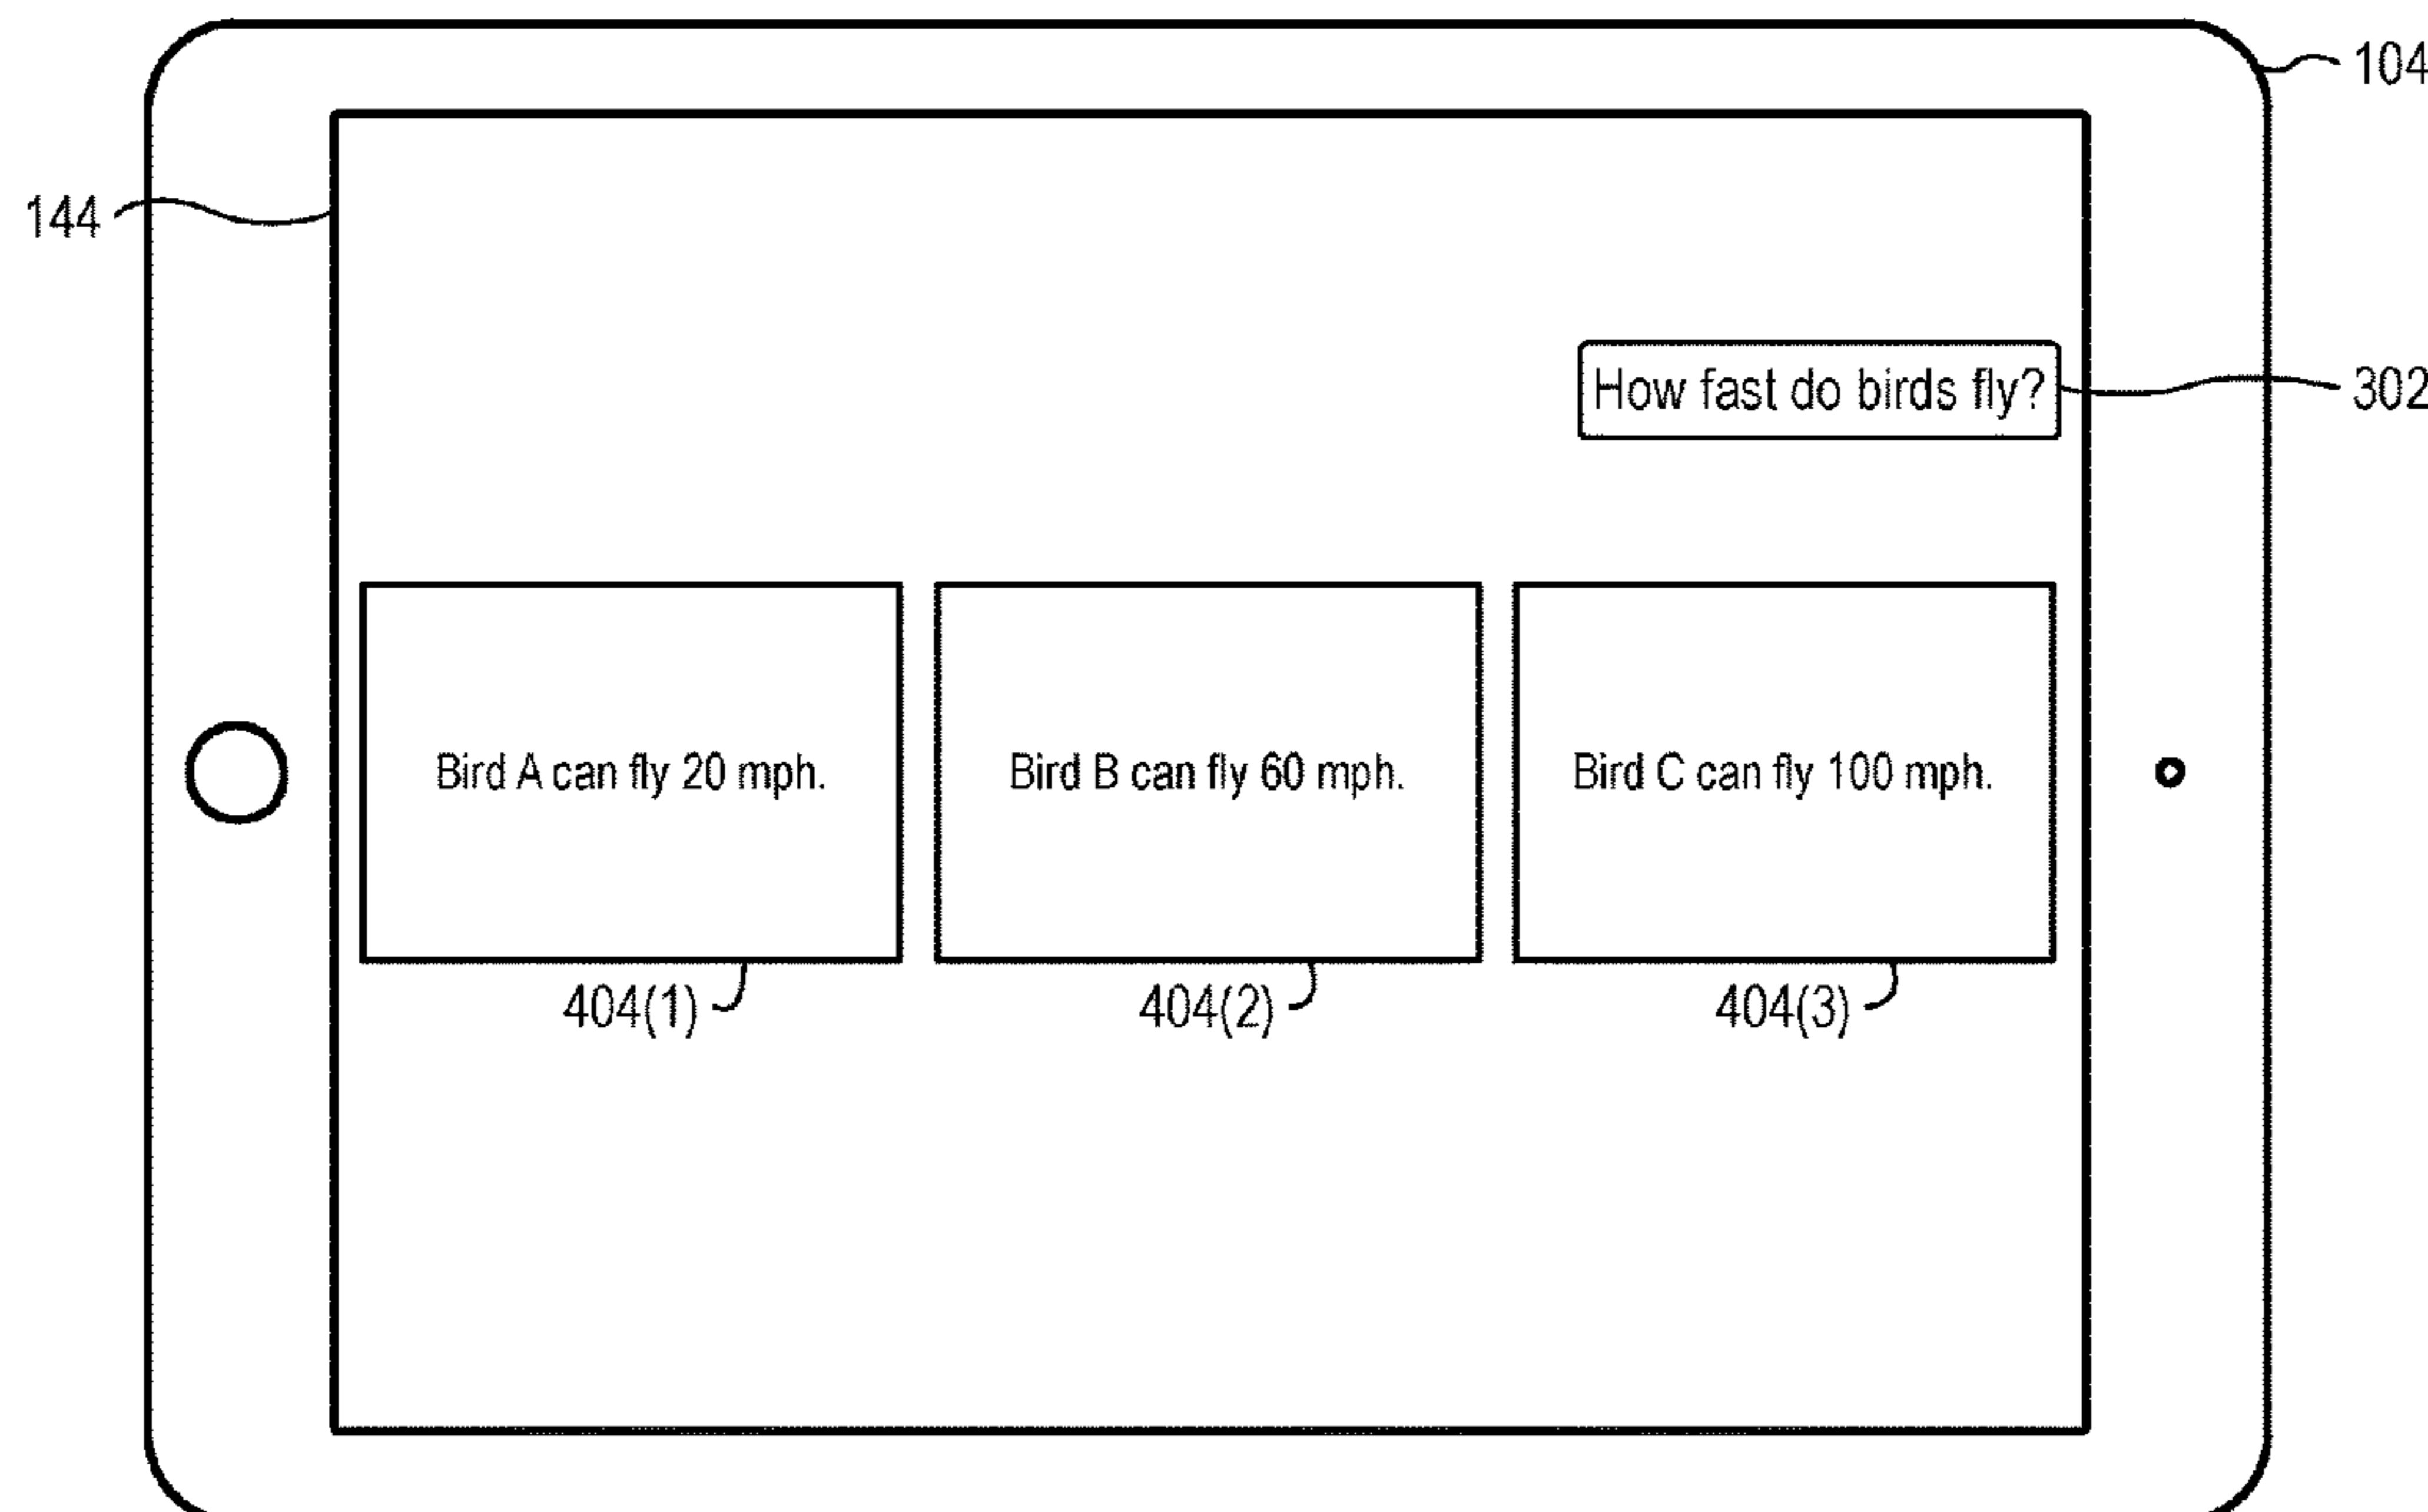 104
144
How fast do birds fly?
302
Bird A can fly 20 mph.
Bird B can fly 60 mph.
Bird C can fly 100 mph.
404(1)
404(2)
404(3)